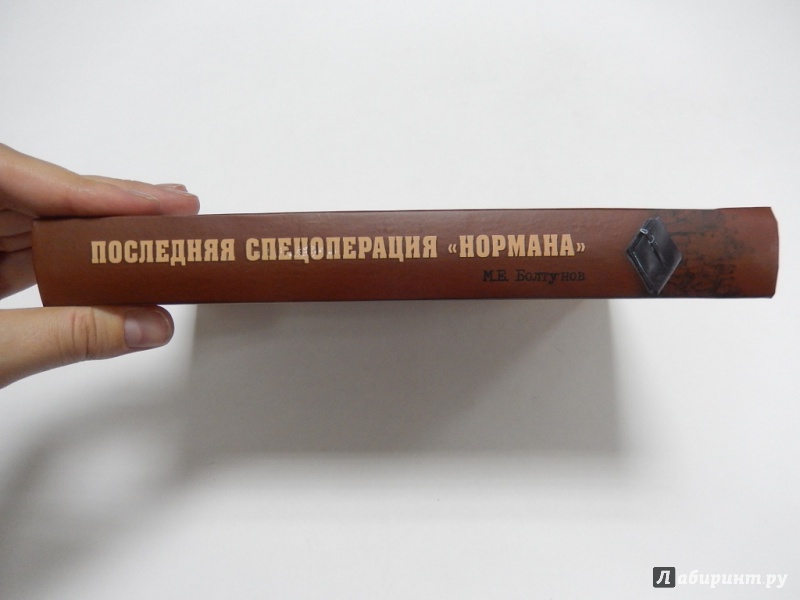 ПОСЛЕДНЯЯ СПЕЦОПЕРАЦИЯ «НОРМАНА»
М.Е. Болтунов
Лабиринт.ру